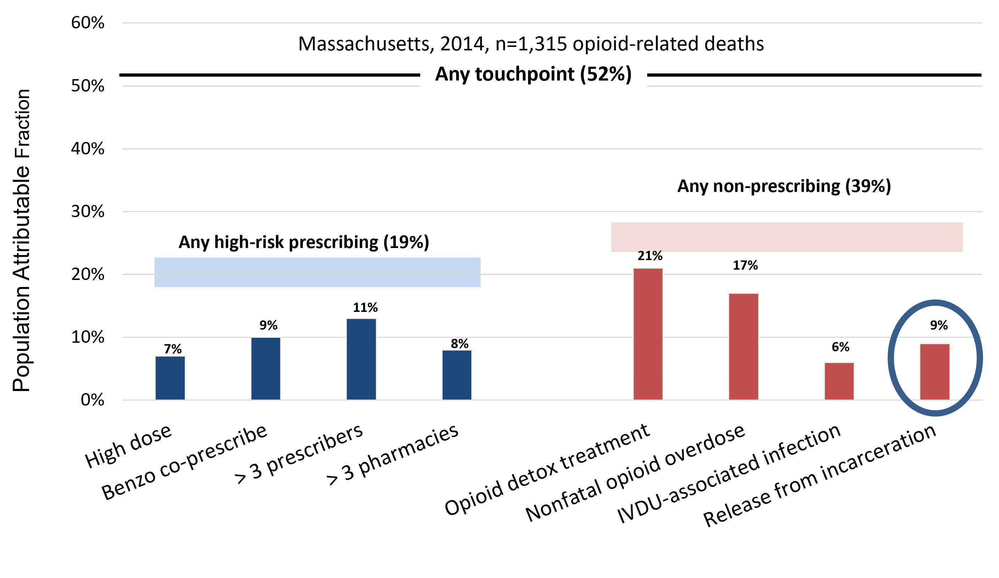 60%
Massachusetts, 2014, n=1,315 opioid-related deaths
Any touchpoint (52%)
50%
40%
Any non-prescribing (39%)
30%
Any high-risk prescribing (19%)
20%
10%
0%
Population Attributable Fraction
7%
9%
11%
8%
21%
17%
6%
9%
High dose
Benzo co-prescribe
> 3 prescribers
> 3 pharmacies
Opioid detox treatment
Nonfatal opioid overdose
IVDU-associated infection
Release from incarceration